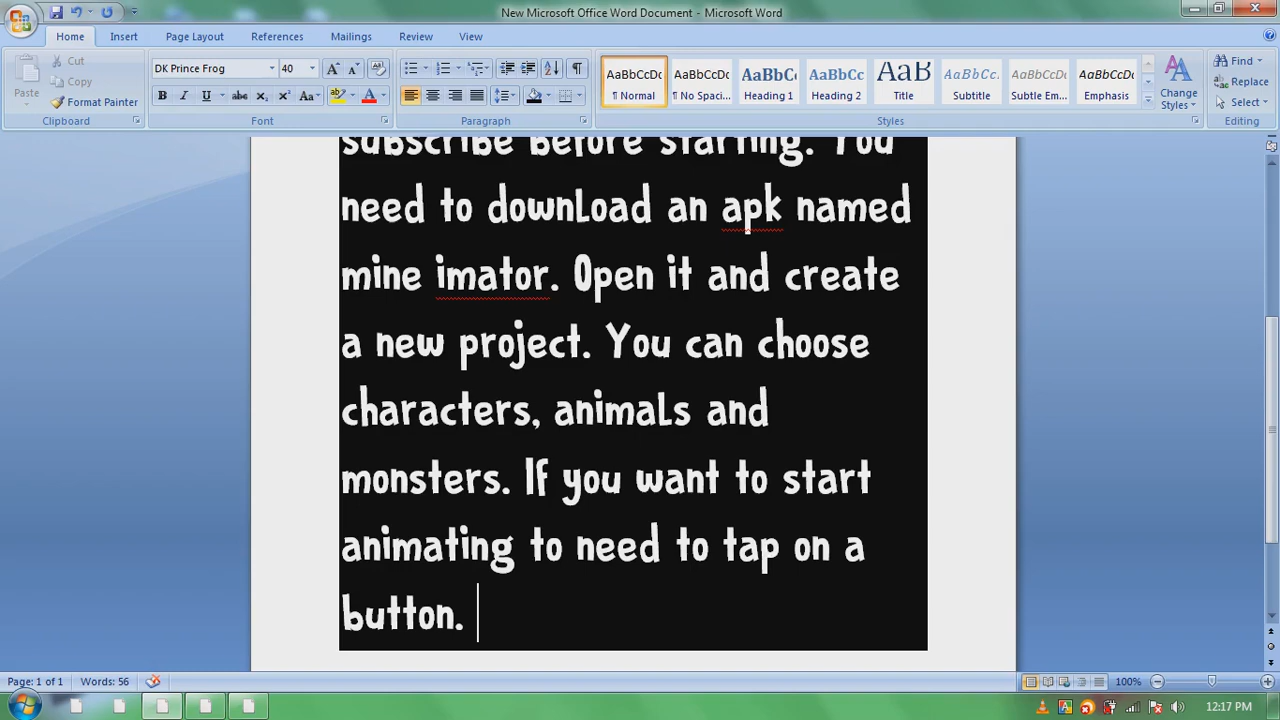 New Microsoft Office Word Document - Microsoft Word
Home Insert Page Layout References Mailings Review View
Paste
Cut
Copy
Format Painter
Clipboard
DK Prince Frog 40
Font
Paragraph
AaBbCcDc AaBbCcDc AaBbC AaBbCc AaB AaBbCc. AaBbCcDc AaBbCcDc
¶ Normal ¶ No Spaci... Heading 1 Heading 2 Title Subtitle Subtle Em... Emphasis
Change Styles
Styles
Find
Replace
Select
Editing
subscribe before starting. You
need to download an apk named
mine imator. Open it and create
a new project. You can choose
characters, animals and
monsters. If you want to start
animating to need to tap on a
button.
Page: 1 of 1 Words: 56 100%
12:17 PM